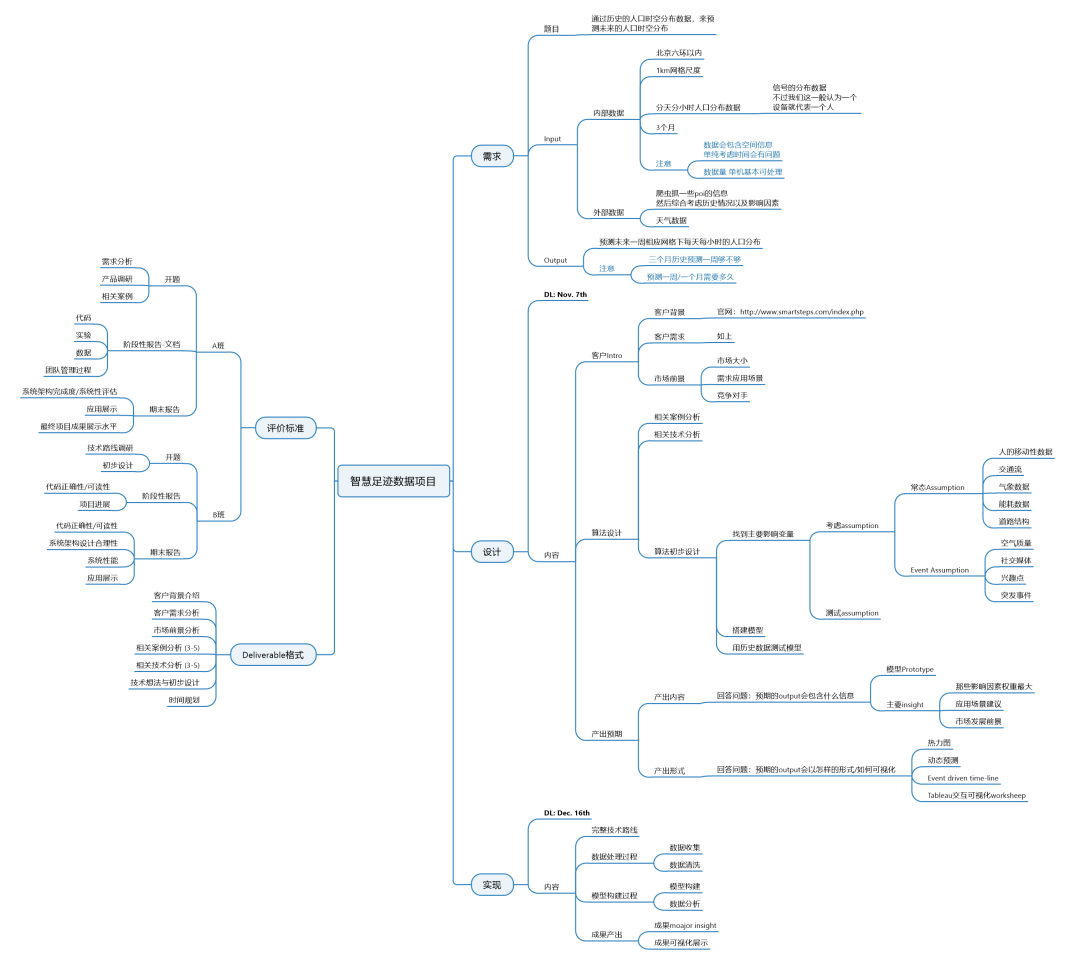 智慧足迹数据项目
需求
题目
通过历史的人口时空分布数据，来预
测未来的人口时空分布
Input
内部数据
北京六环以内
1km网格尺度
分天分小时人口分布数据
信号的分布数据
不过我们这一般认为一个
设备就代表一个人
3个月
注意
数据会包含空间信息
单纯考虑时间会有问题
数据量 单机基本可处理
外部数据
爬虫抓一些poi的信息
然后综合考虑历史情况以及影响因素
天气数据
Output
预测未来一周相应网格下每天每小时的人口分布
注意
三个月历史预测一周够不够
预测一周/一个月需要多久
设计
DL: Nov. 7th
内容
客户Intro
客户背景
官网：http://www.smartsteps.com/index.php
客户需求
如上
市场前景
市场大小
需求应用场景
竞争对手
算法设计
相关案例分析
相关技术分析
算法初步设计
找到主要影响变量
考虑assumption
常态Assumption
人的移动性数据
交通流
气象数据
能耗数据
道路结构
Event Assumption
空气质量
社交媒体
兴趣点
突发事件
测试assumption
搭建模型
用历史数据测试模型
产出预期
产出内容
回答问题：预期的output会包含什么信息
模型Prototype
主要insight
那些影响因素权重最大
应用场景建议
市场发展前景
产出形式
回答问题：预期的output会以怎样的形式/如何可视化
热力图
动态预测
Event driven time-line
Tableau交互可视化worksheep
实现
DL: Dec. 16th
内容
完整技术路线
数据处理过程
数据收集
数据清洗
模型构建过程
模型构建
数据分析
成果产出
成果moajor insight
成果可视化展示
评价标准
A班
开题
需求分析
产品调研
相关案例
阶段性报告-文档
代码
实验
数据
团队管理过程
期末报告
系统架构完成度/系统性评估
应用展示
最终项目成果展示水平
B班
开题
技术路线调研
初步设计
阶段性报告
代码正确性/可读性
项目进展
期末报告
代码正确性/可读性
系统架构设计合理性
系统性能
应用展示
Deliverable格式
客户背景介绍
客户需求分析
市场前景分析
相关案例分析 (3-5)
相关技术分析 (3-5)
技术想法与初步设计
时间规划